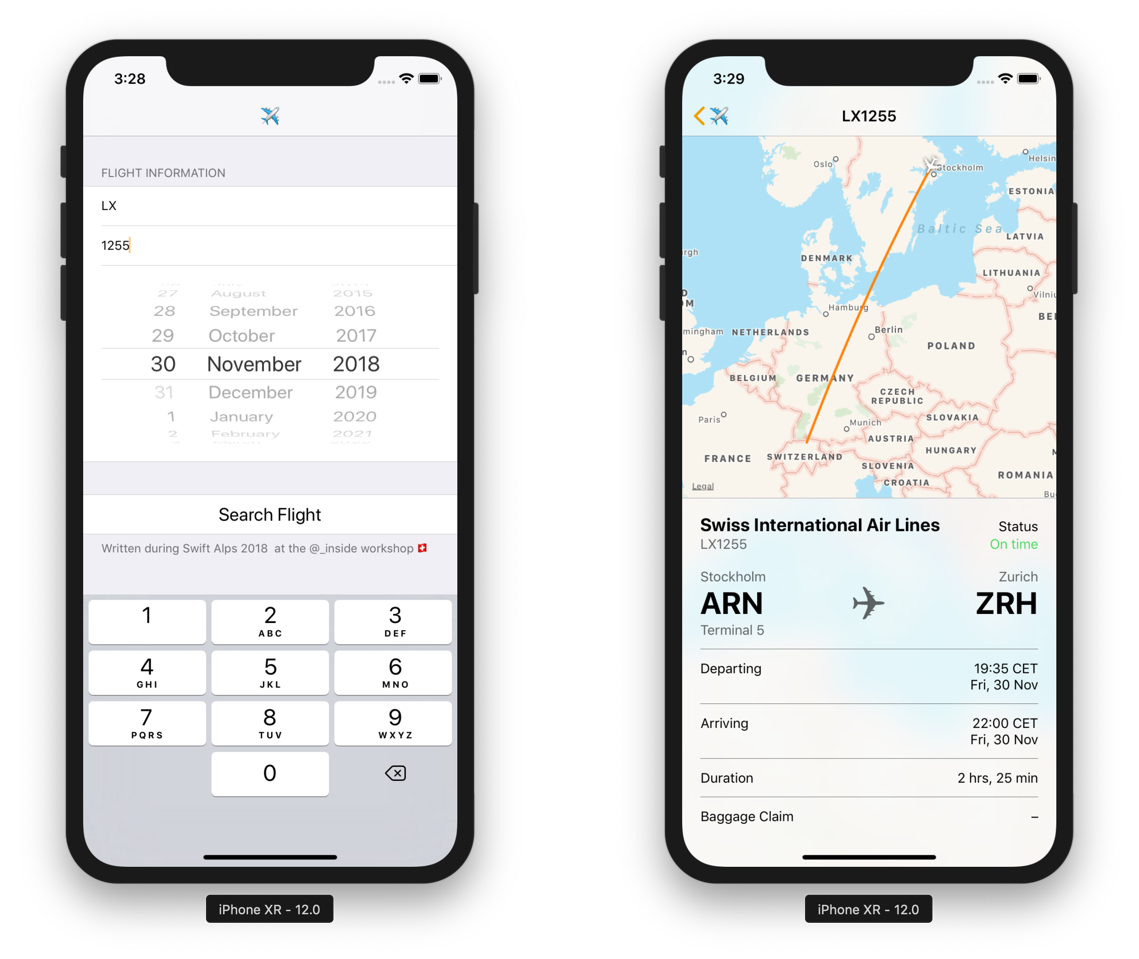 3:28
FLIGHT INFORMATION
LX
1255
27 August 2015
28 September 2016
29 October 2017
30 November 2018
31 December 2019
1 January 2020
2 February 2021
Search Flight
Written during Swift Alps 2018 at the @_inside workshop 🇨🇭
1 2 3
ABC DEF
4 5 6
GHI JKL MNO
7 8 9
PQRS TUV WXYZ
0
iPhone XR - 12.0
3:29
LX1255
Oslo
Stockholm
Helsin
ESTONIA
Baltic Sea
LATVIA
DENMARK
LITHUANIA
Vilniu
Hamburg
Berlin
mingham
NETHERLANDS
POLAND
BELGIUM
GERMANY
CZECH
REPUBLIC
Paris
Munich
SLOVAKIA
AUSTRIA
HUNGARY
FRANCE
SWITZERLAND
SLOVENIA
CROATIA
ROMANIA
Legal
Swiss International Air Lines Status
LX1255 On time
Stockholm Zurich
ARN ZRH
Terminal 5
Departing 19:35 CET
Fri, 30 Nov
Arriving 22:00 CET
Fri, 30 Nov
Duration 2 hrs, 25 min
Baggage Claim –
iPhone XR - 12.0